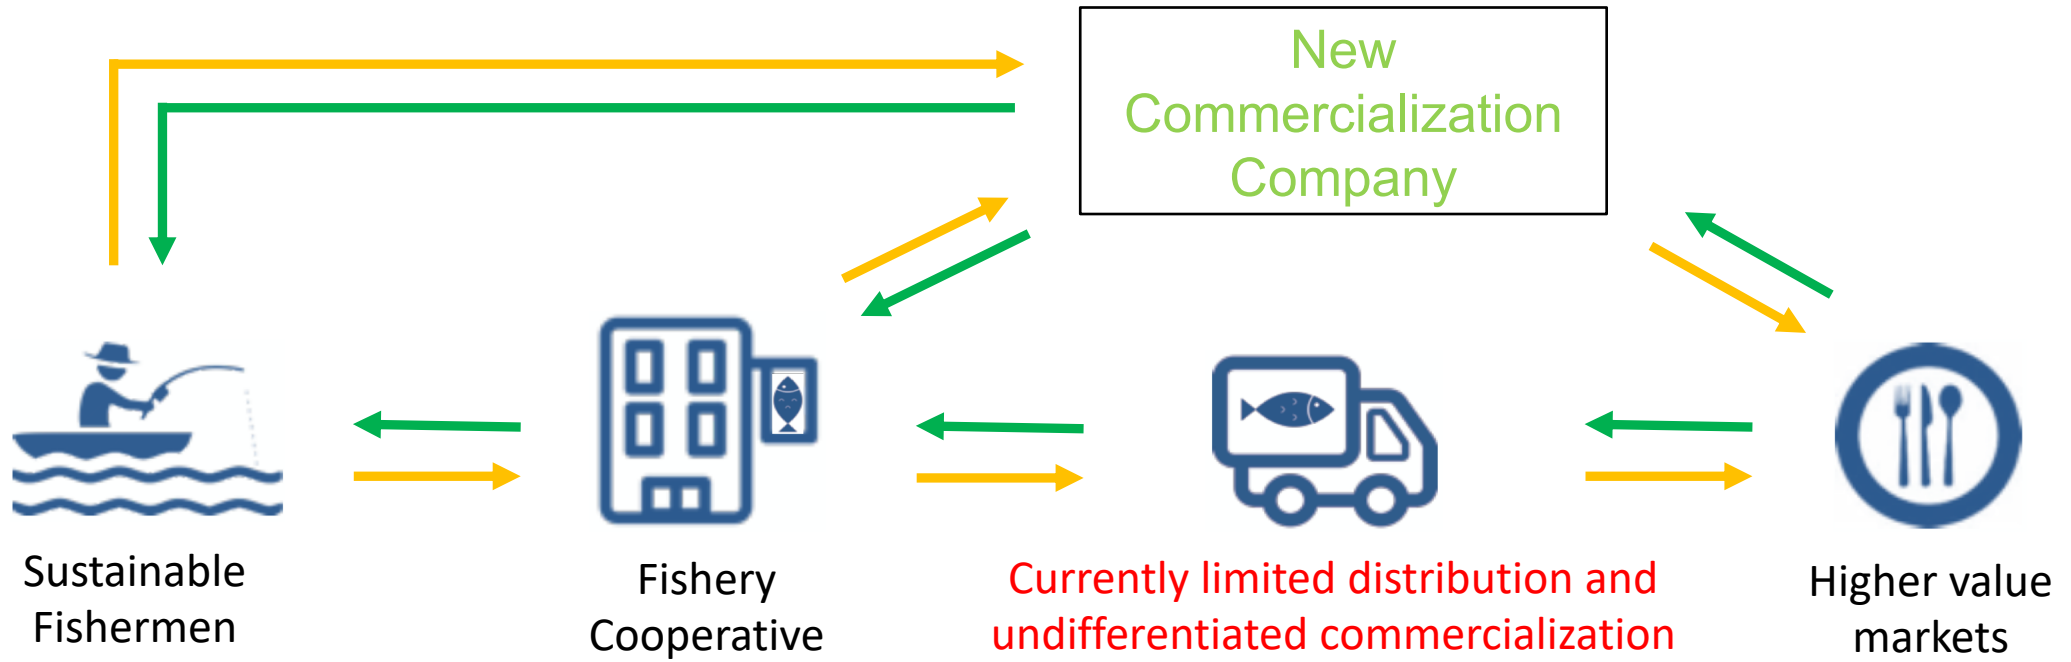 New
Commercialization
Company
Sustainable
Fishermen
Fishery
Cooperative
Currently limited distribution and
undifferentiated commercialization
Higher value
markets